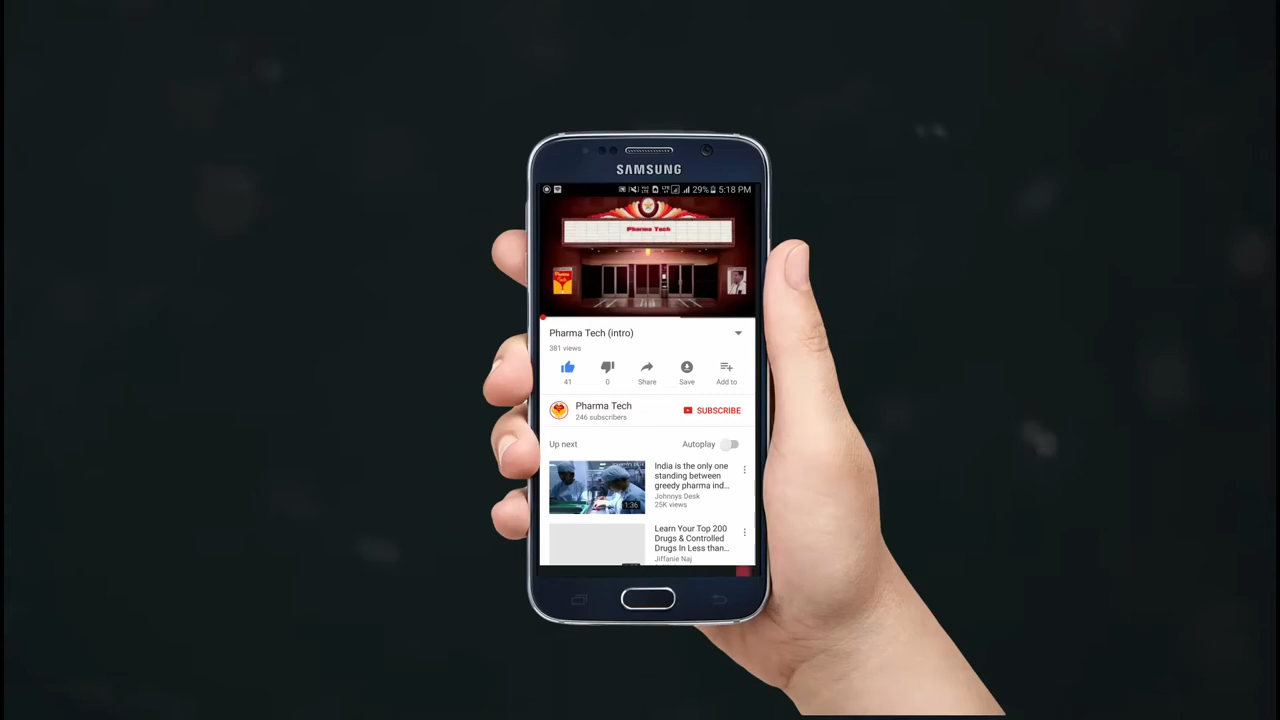 SAMSUNG
29% 5:18 PM
Pharma Tech
Pharma Tech (intro)
381 views
41
0
Share
Save
Add to
Pharma Tech
246 subscribers
SUBSCRIBE
Up next
Autoplay
1:36
India is the only one
standing between
greedy pharma ind...
Johnnys Desk
25K views
Learn Your Top 200
Drugs & Controlled
Drugs In Less than...
Jiffanie Naj